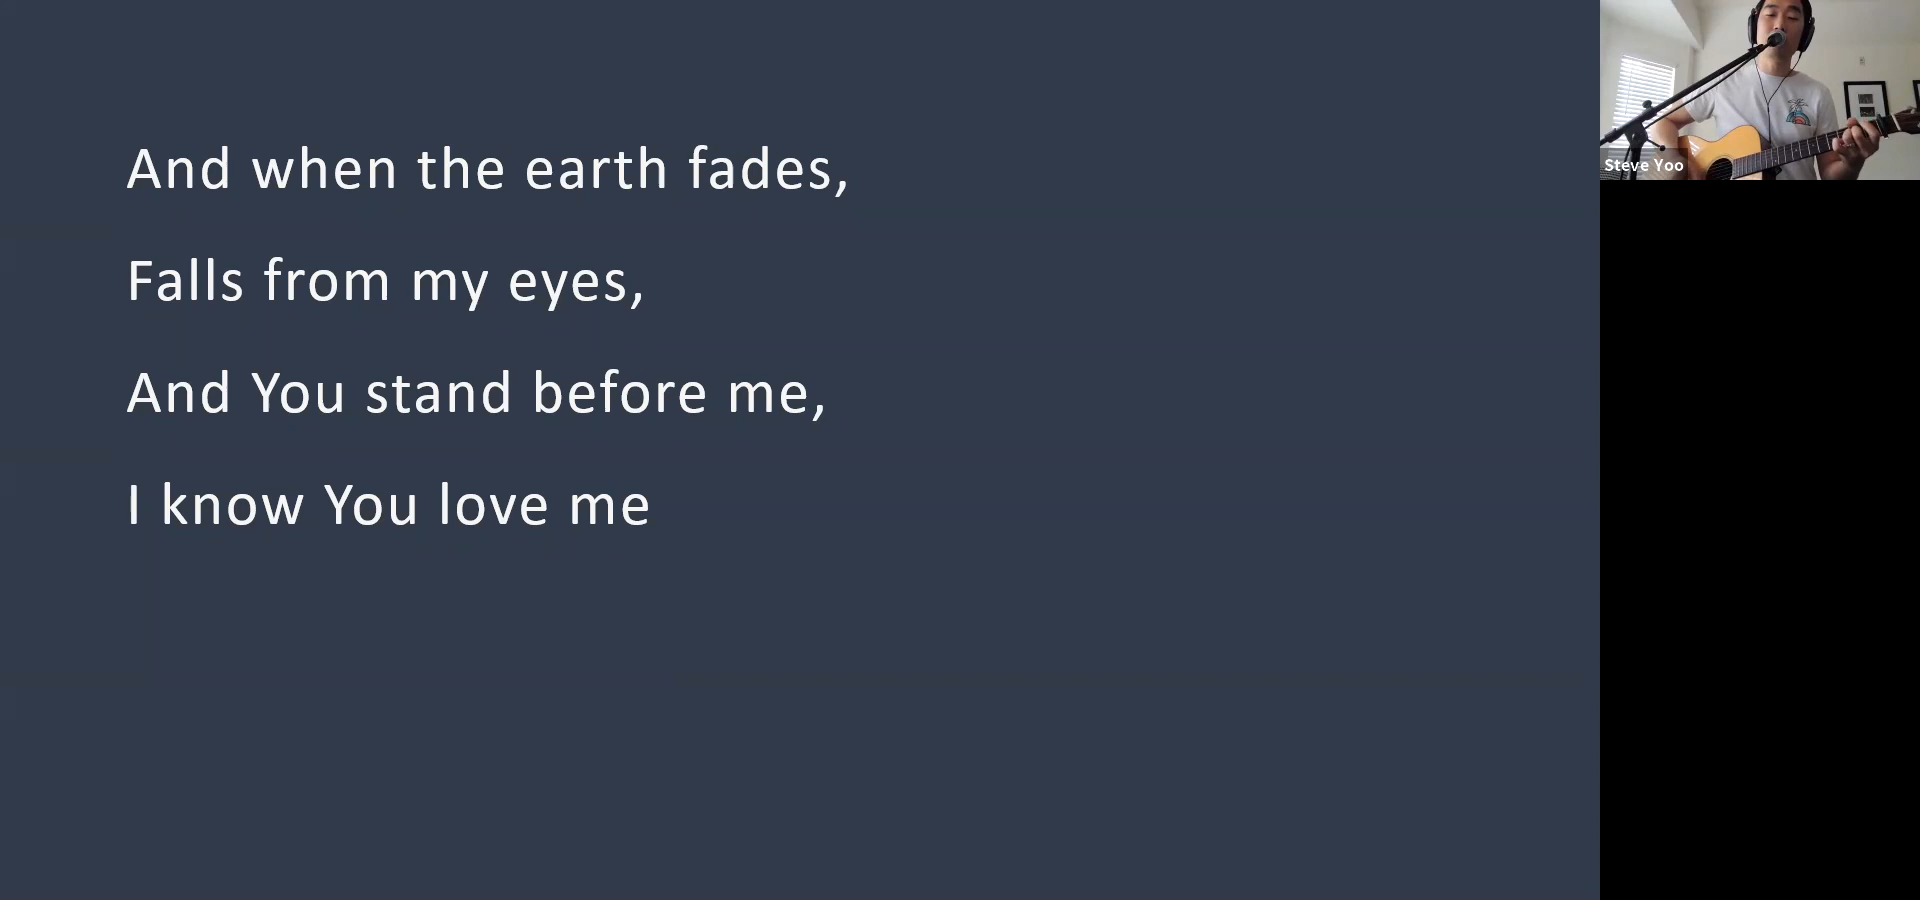 And when the earth fades,
Falls from my eyes,
And You stand before me,
I know You love me
Steve Yoo